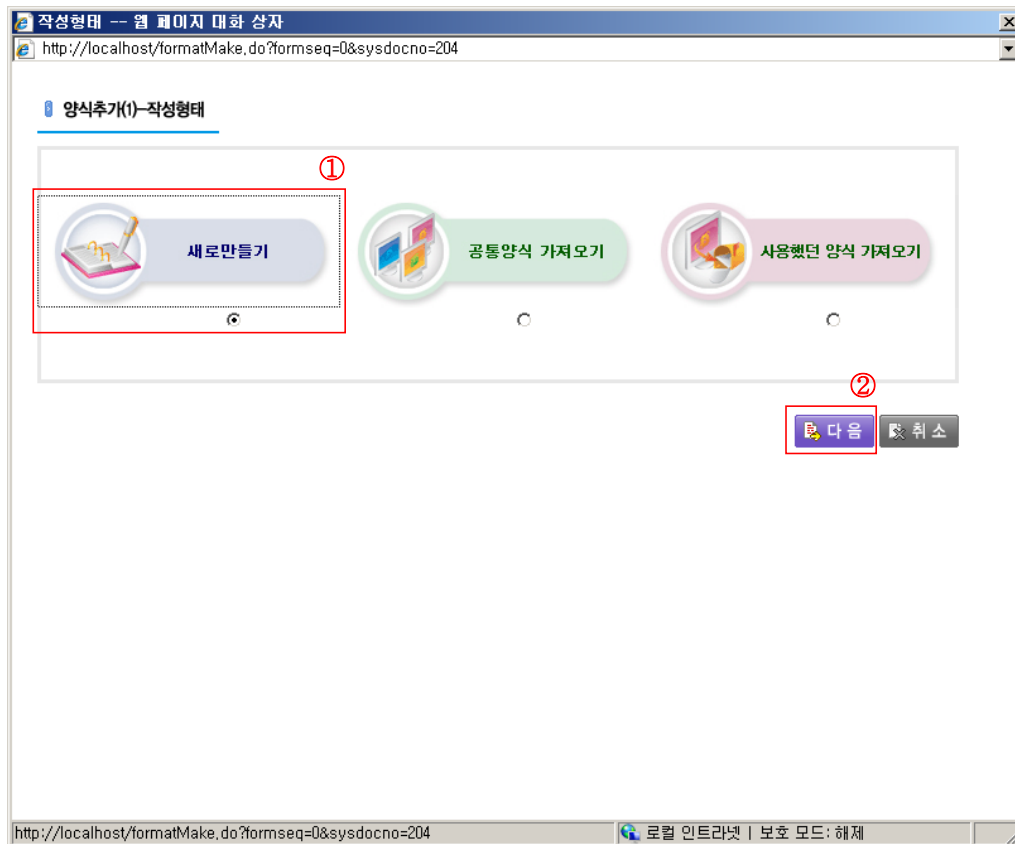 작성형태 -- 웹 페이지 대화 상자
http://localhost/formatMake.do?formseq=0&sysdocno=204
양식추가(1)-작성형태
①
새로만들기
공통양식 가져오기
사용했던 양식 가져오기
②
다음
취소
http://localhost/formatMake.do?formseq=0&sysdocno=204
로컬 인트라넷 | 보호 모드: 해제